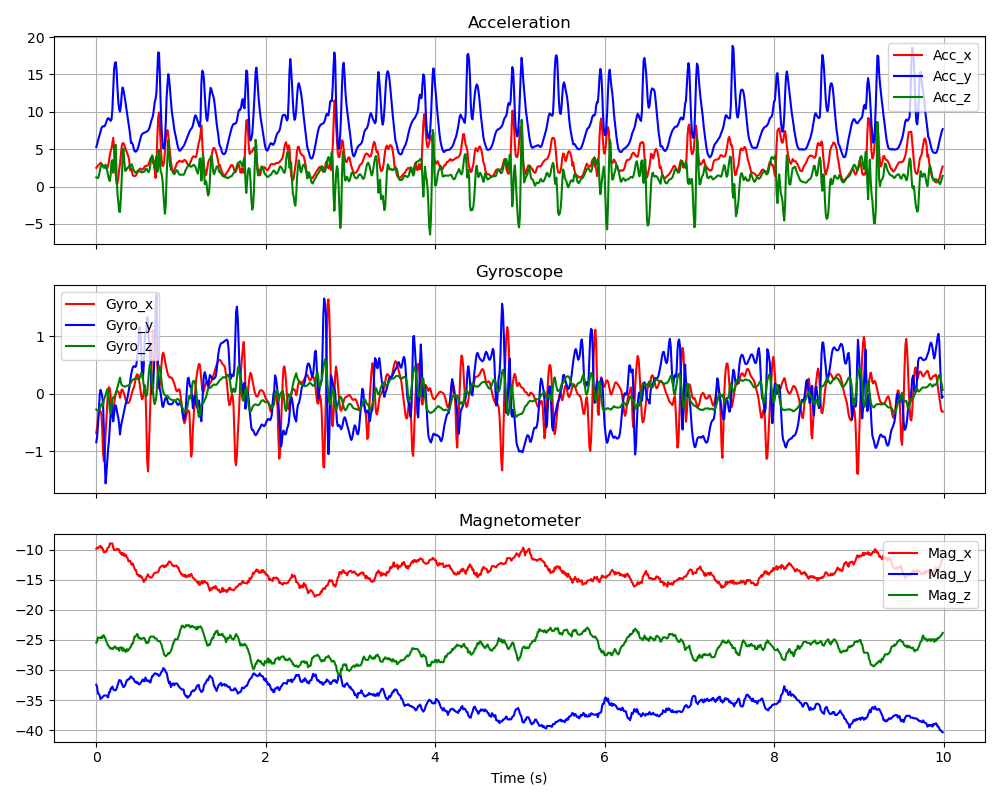 Acceleration
20
15
10
5
0
−5
Acc_x
Acc_y
Acc_z
Gyroscope
1
0
−1
Gyro_x
Gyro_y
Gyro_z
Magnetometer
−10
−15
−20
−25
−30
−35
−40
Mag_x
Mag_y
Mag_z
0 2 4 6 8 10
Time (s)